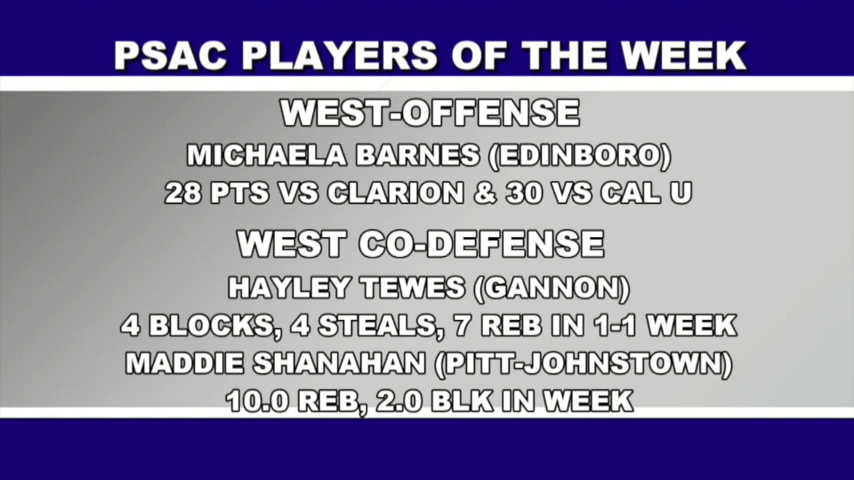 PSAC PLAYERS OF THE WEEK
WEST-OFFENSE
MICHAELA BARNES (EDINBORO)
28 PTS VS CLARION & 30 VS CAL U
WEST CO-DEFENSE
HAYLEY TEWES (GANNON)
4 BLOCKS, 4 STEALS, 7 REB IN 1-1 WEEK
MADDIE SHANAHAN (PITT-JOHNSTOWN)
10.0 REB, 2.0 BLK IN WEEK